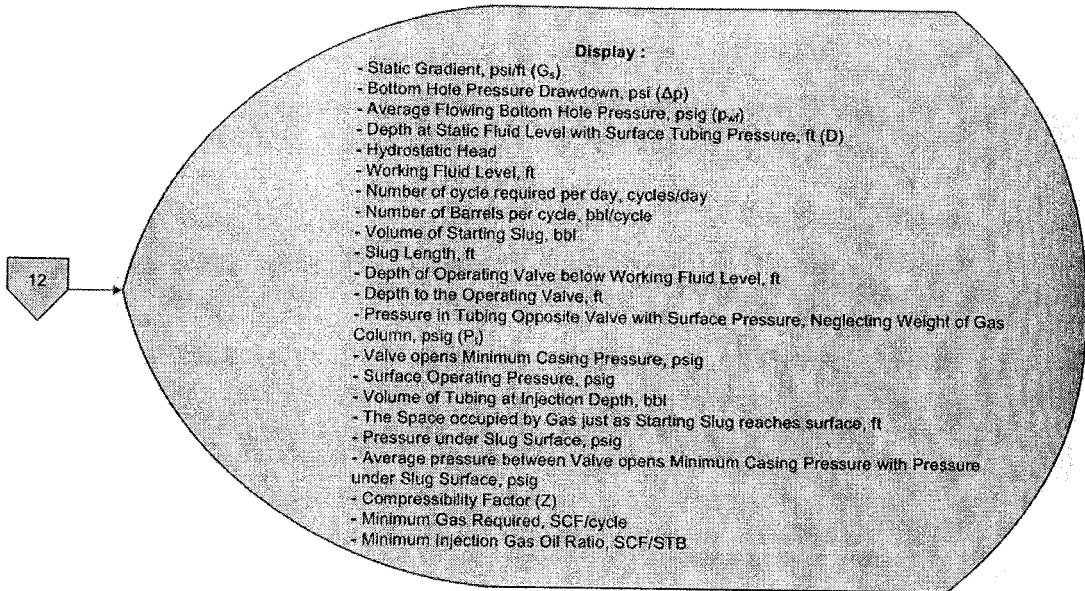 Display :
- Static Gradient, psi/ft (Gₛ)
- Bottom Hole Pressure Drawdown, psi (Δp)
- Average Flowing Bottom Hole Pressure, psig (p_wf)
- Depth at Static Fluid Level with Surface Tubing Pressure, ft (D)
- Hydrostatic Head
- Working Fluid Level, ft
- Number of cycle required per day, cycles/day
- Number of Barrels per cycle, bbl/cycle
- Volume of Starting Slug, bbl
- Slug Length, ft
- Depth of Operating Valve below Working Fluid Level, ft
12
- Depth to the Operating Valve, ft
- Pressure in Tubing Opposite Valve with Surface Pressure, Neglecting Weight of Gas
Column, psig (Pₜ)
- Valve opens Minimum Casing Pressure, psig
- Surface Operating Pressure, psig
- Volume of Tubing at Injection Depth, bbl
- The Space occupied by Gas just as Starting Slug reaches surface, ft
- Pressure under Slug Surface, psig
- Average pressure between Valve opens Minimum Casing Pressure with Pressure
under Slug Surface, psig
- Compressibility Factor (Z)
- Minimum Gas Required, SCF/cycle
- Minimum Injection Gas Oil Ratio, SCF/STB